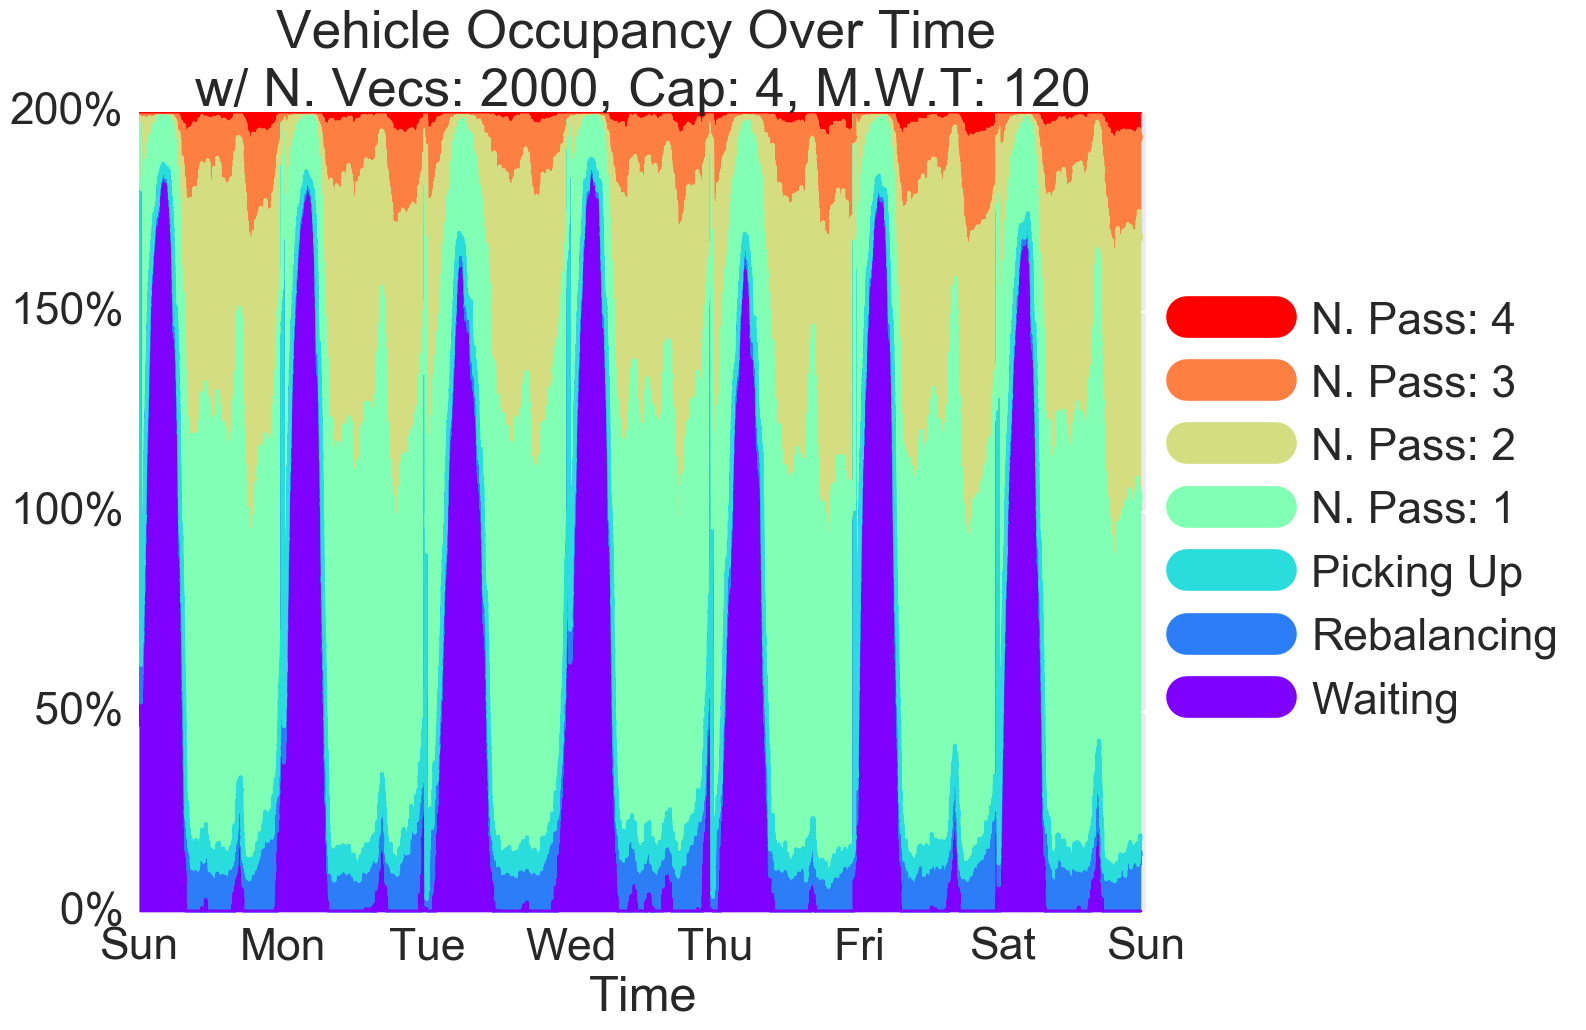 Vehicle Occupancy Over Time
w/ N. Vecs: 2000, Cap: 4, M.W.T: 120
200%
150%
100%
50%
0%
Sun Mon Tue Wed Thu Fri Sat Sun
Time
N. Pass: 4
N. Pass: 3
N. Pass: 2
N. Pass: 1
Picking Up
Rebalancing
Waiting